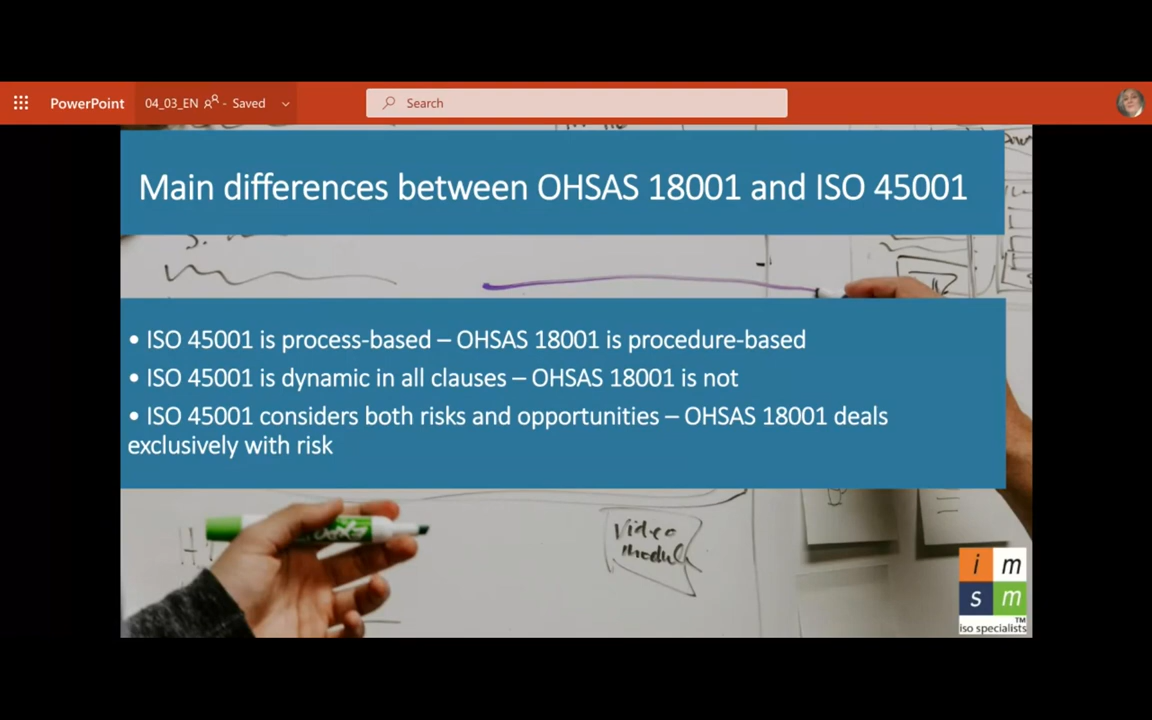 PowerPoint
04_03_EN - Saved
Search
Main differences between OHSAS 18001 and ISO 45001
• ISO 45001 is process-based – OHSAS 18001 is procedure-based
• ISO 45001 is dynamic in all clauses – OHSAS 18001 is not
• ISO 45001 considers both risks and opportunities – OHSAS 18001 deals
exclusively with risk
Video
module
i m
s m
TM
iso specialists